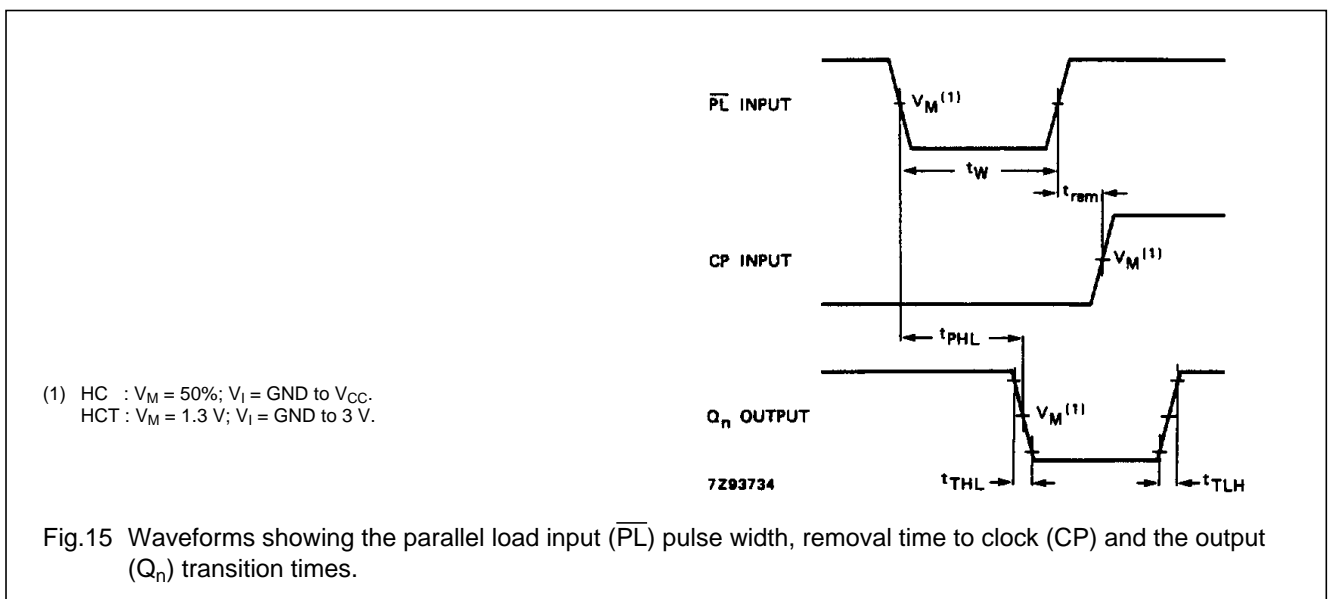 P̅L̅ INPUT
V_M^(1)
t_W
t_rem
CP INPUT
V_M^(1)
t_PHL
(1) HC : V_M = 50%; V_I = GND to V_CC.
HCT : V_M = 1.3 V; V_I = GND to 3 V.
Q_n OUTPUT
V_M^(1)
7Z93734
t_THL
t_TLH
Fig.15 Waveforms showing the parallel load input (P̅L̅) pulse width, removal time to clock (CP) and the output
(Q_n) transition times.